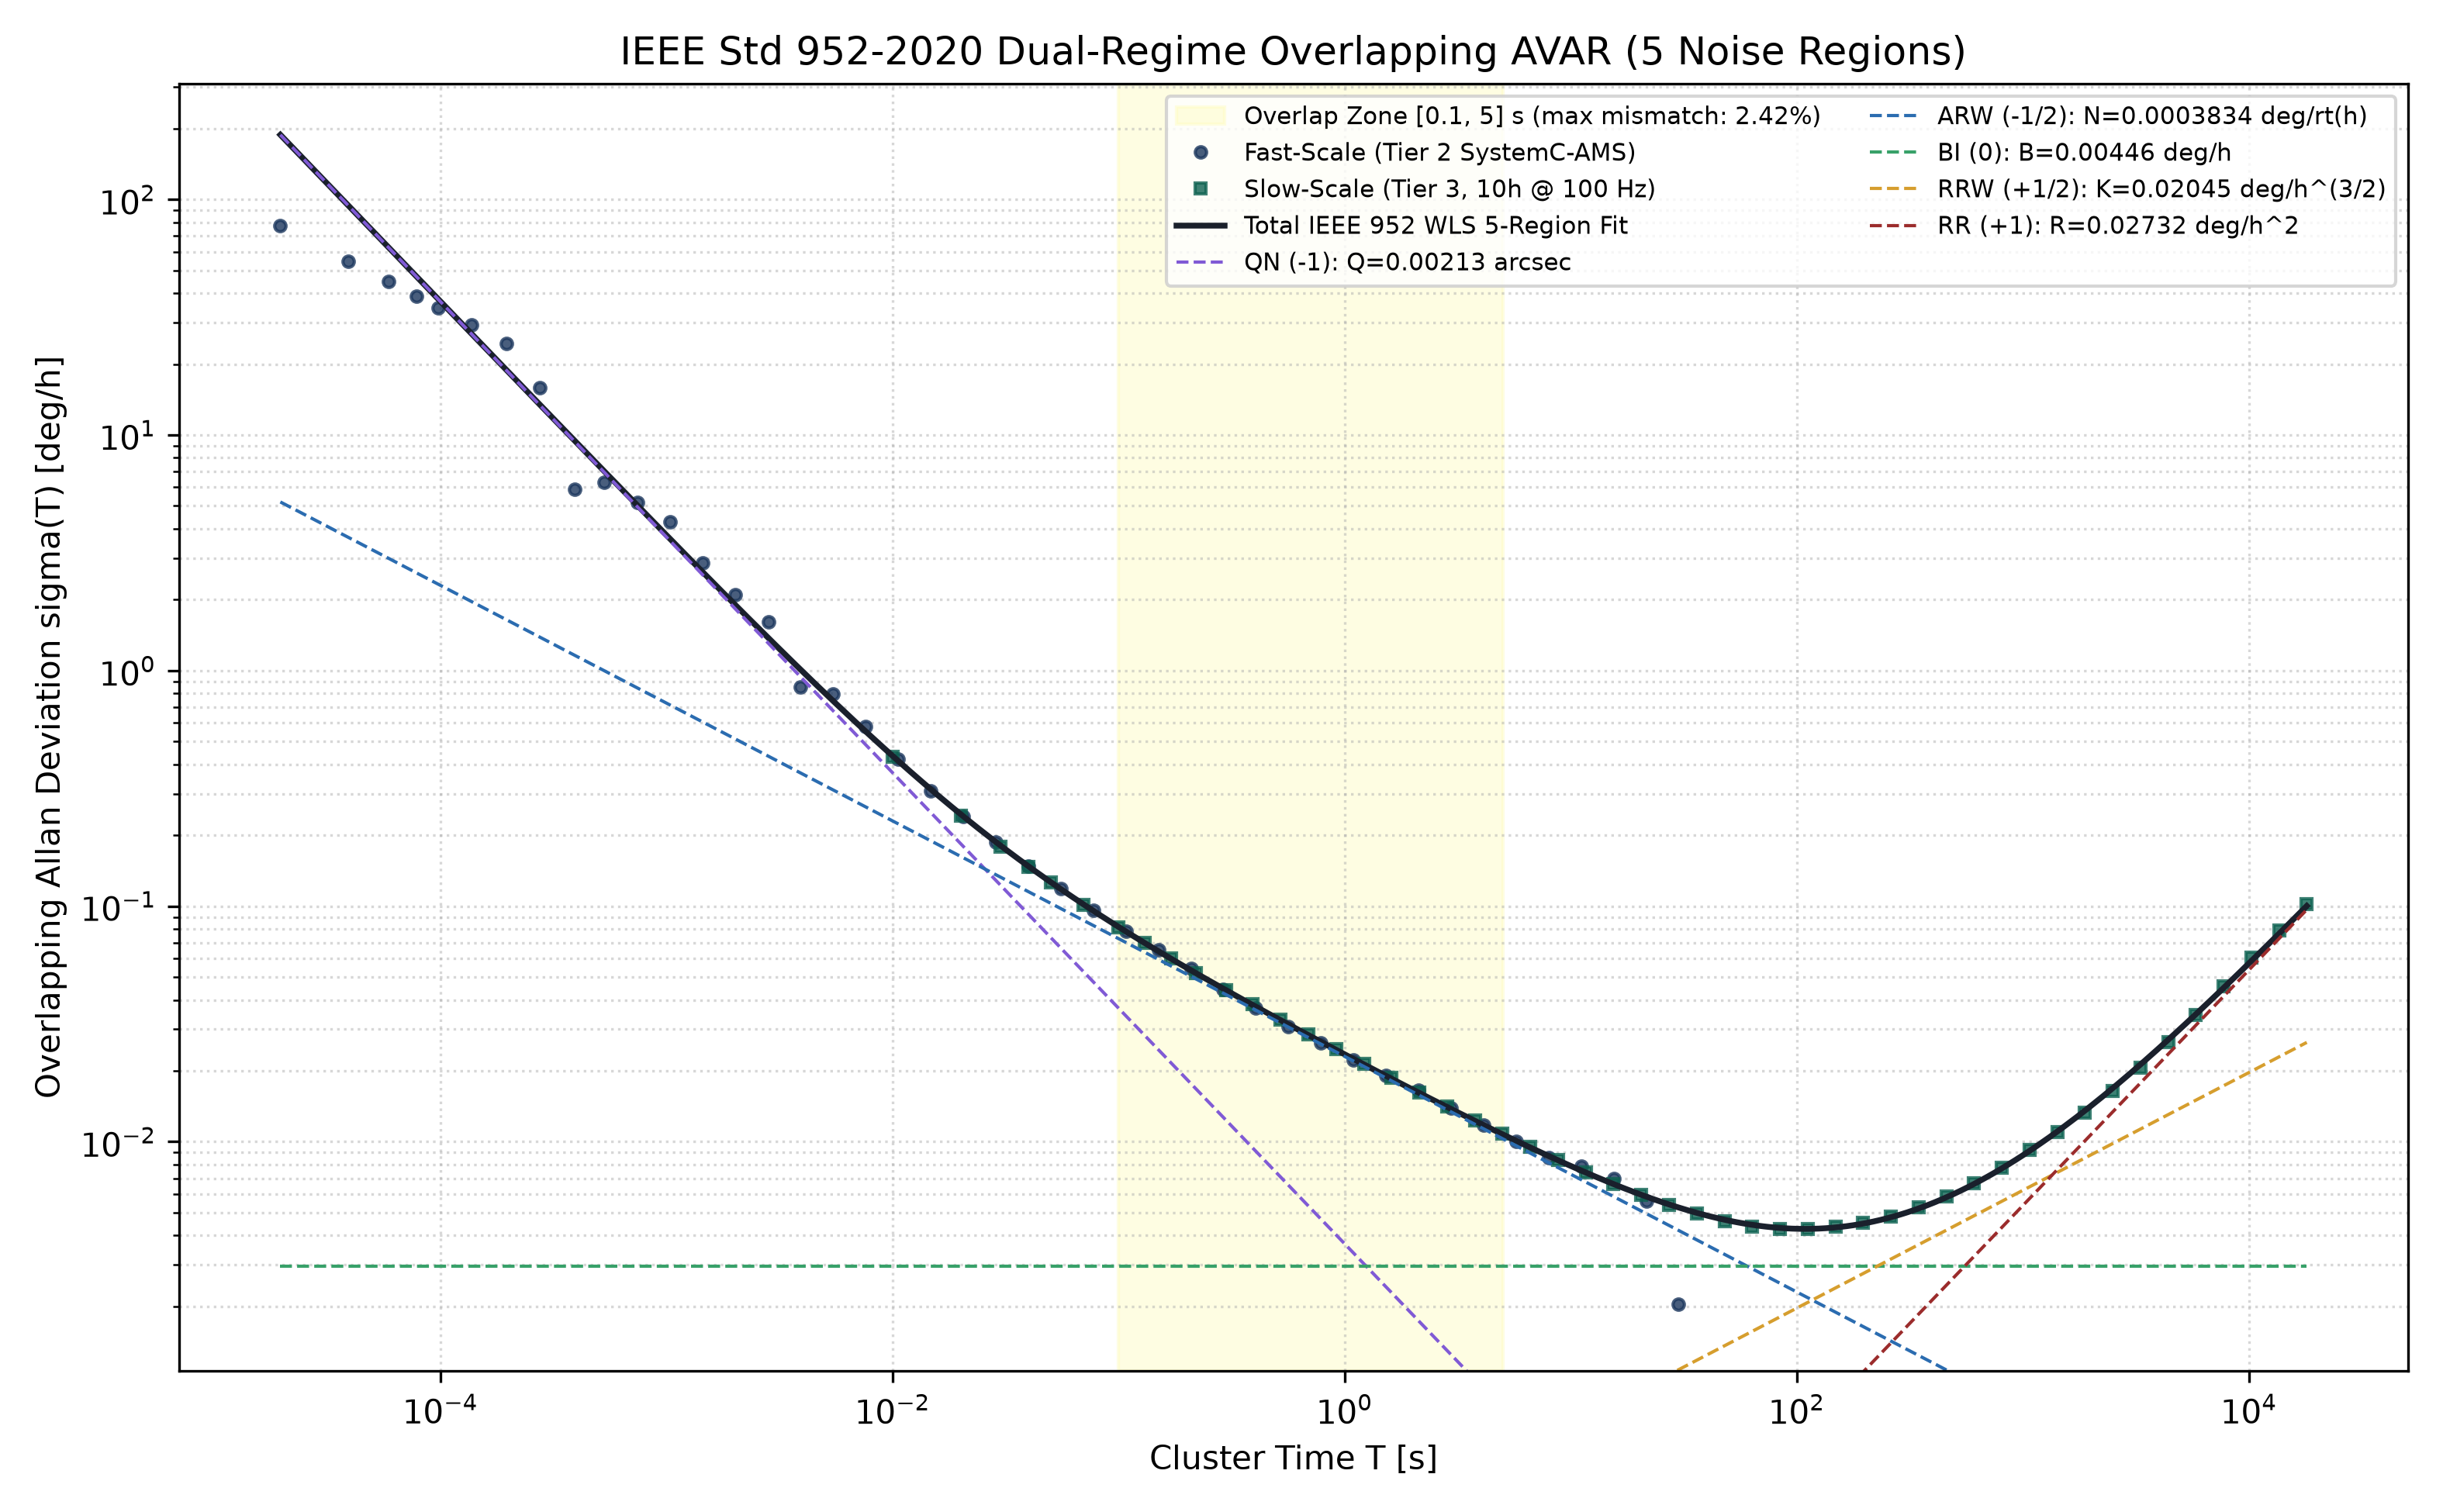 IEEE Std 952-2020 Dual-Regime Overlapping AVAR (5 Noise Regions)
Overlap Zone [0.1, 5] s (max mismatch: 2.42%)
Fast-Scale (Tier 2 SystemC-AMS)
Slow-Scale (Tier 3, 10h @ 100 Hz)
Total IEEE 952 WLS 5-Region Fit
QN (-1): Q=0.00213 arcsec
ARW (-1/2): N=0.0003834 deg/rt(h)
BI (0): B=0.00446 deg/h
RRW (+1/2): K=0.02045 deg/h^(3/2)
RR (+1): R=0.02732 deg/h^2
Overlapping Allan Deviation sigma(T) [deg/h]
10²
10¹
10⁰
10⁻¹
10⁻²
10⁻⁴
10⁻²
10⁰
10²
10⁴
Cluster Time T [s]